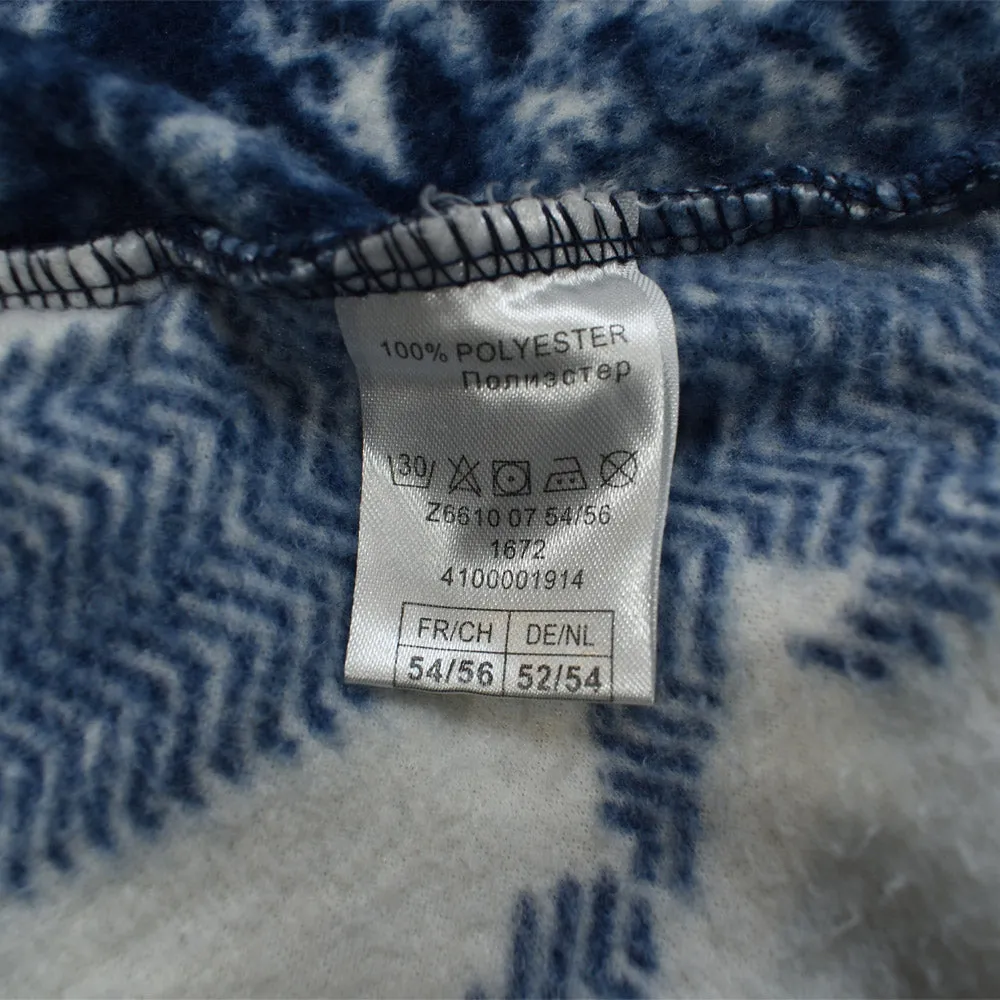 100% POLYESTER
Полиэстер
30
Z6610 07 54/56
1672
4100001914
FR/CH DE/NL
54/56 52/54